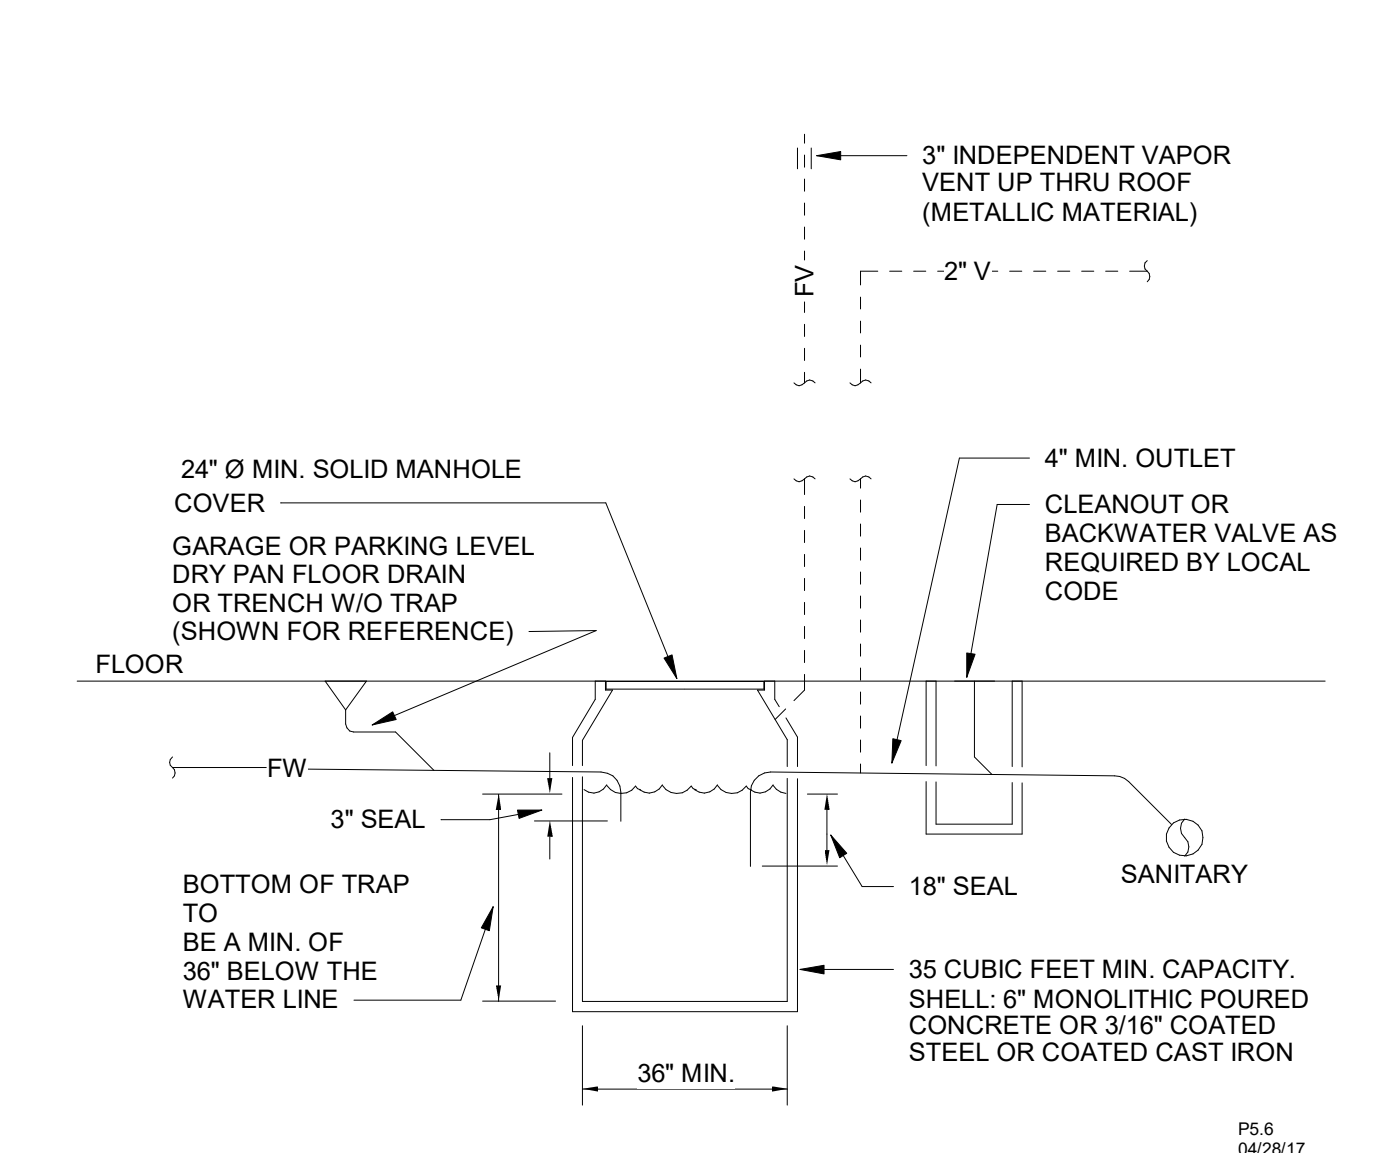 3" INDEPENDENT VAPOR
VENT UP THRU ROOF
(METALLIC MATERIAL)
FV
2" V
24" Ø MIN. SOLID MANHOLE
COVER
4" MIN. OUTLET
CLEANOUT OR
BACKWATER VALVE AS
REQUIRED BY LOCAL
CODE
GARAGE OR PARKING LEVEL
DRY PAN FLOOR DRAIN
OR TRENCH W/O TRAP
(SHOWN FOR REFERENCE)
FLOOR
FW
3" SEAL
BOTTOM OF TRAP
TO
BE A MIN. OF
36" BELOW THE
WATER LINE
18" SEAL
SANITARY
35 CUBIC FEET MIN. CAPACITY.
SHELL: 6" MONOLITHIC POURED
CONCRETE OR 3/16" COATED
STEEL OR COATED CAST IRON
36" MIN.
P5.6
04/28/17